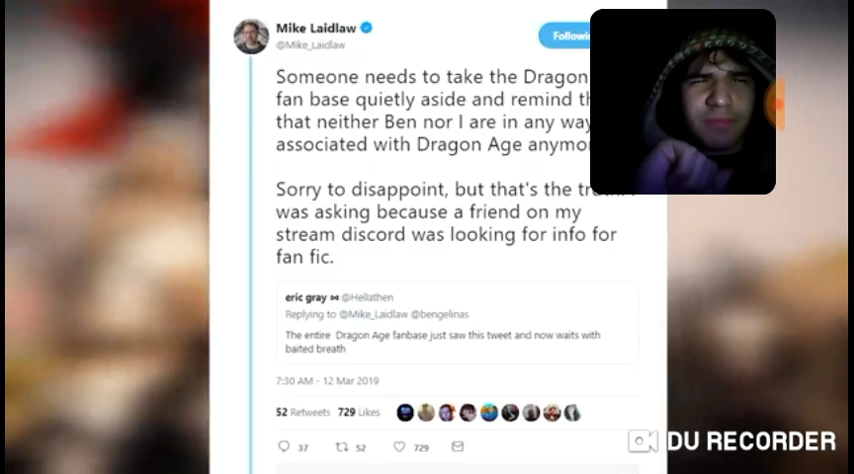 Mike Laidlaw
@Mike_Laidlaw
Followin
Someone needs to take the Dragon
fan base quietly aside and remind th
that neither Ben nor I are in any way
associated with Dragon Age anymo
Sorry to disappoint, but that's the
was asking because a friend on my
stream discord was looking for info for
fan fic.
eric gray @Hellathen
Replying to @Mike_Laidlaw @bengelinas
The entire Dragon Age fanbase just saw this tweet and now waits with
baited breath
7:30 AM - 12 Mar 2019
52 Retweets 729 Likes
37 52 729
DU RECORDER